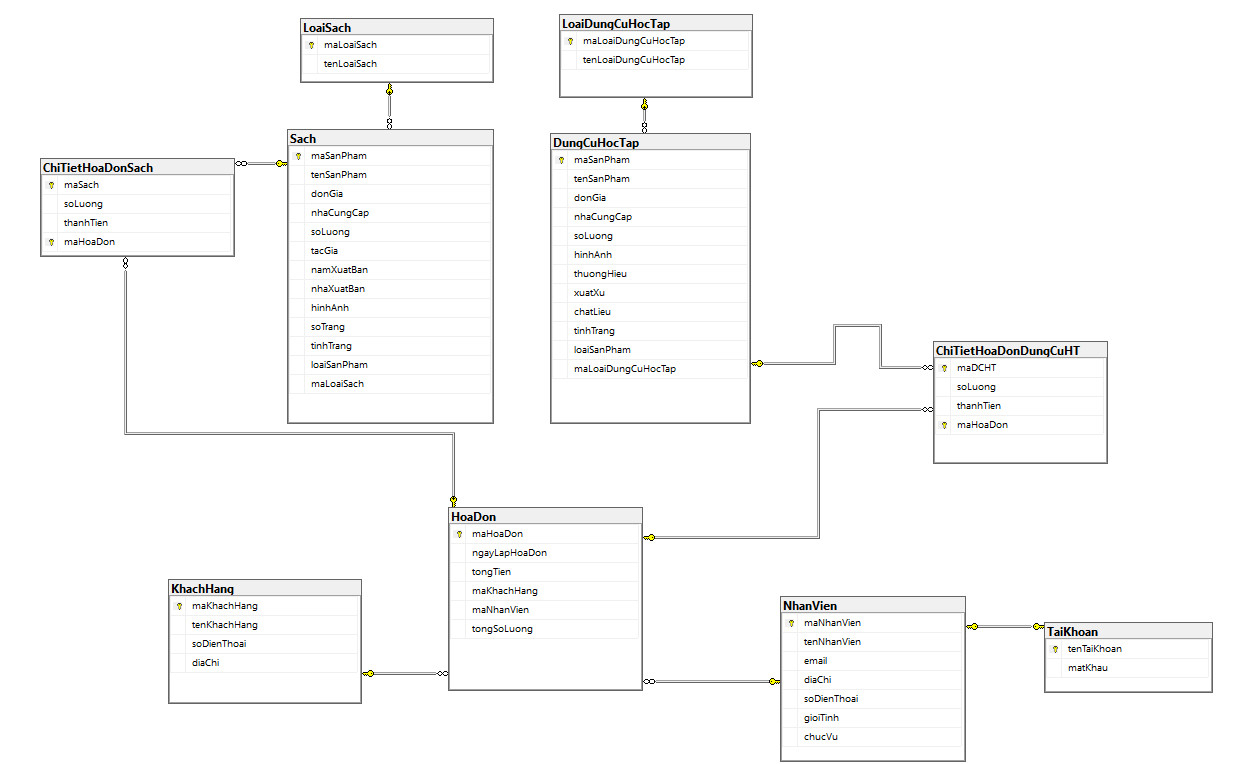 LoaiSach
maLoaiSach
tenLoaiSach
LoaiDungCuHocTap
maLoaiDungCuHocTap
tenLoaiDungCuHocTap
Sach
maSanPham
tenSanPham
donGia
nhaCungCap
soLuong
tacGia
namXuatBan
nhaXuatBan
hinhAnh
soTrang
tinhTrang
loaiSanPham
maLoaiSach
DungCuHocTap
maSanPham
tenSanPham
donGia
nhaCungCap
soLuong
hinhAnh
thuongHieu
xuatXu
chatLieu
tinhTrang
loaiSanPham
maLoaiDungCuHocTap
ChiTietHoaDonSach
maSach
soLuong
thanhTien
maHoaDon
ChiTietHoaDonDungCuHT
maDCHT
soLuong
thanhTien
maHoaDon
HoaDon
maHoaDon
ngayLapHoaDon
tongTien
maKhachHang
maNhanVien
tongSoLuong
KhachHang
maKhachHang
tenKhachHang
soDienThoai
diaChi
NhanVien
maNhanVien
tenNhanVien
email
diaChi
soDienThoai
gioiTinh
chucVu
TaiKhoan
tenTaiKhoan
matKhau